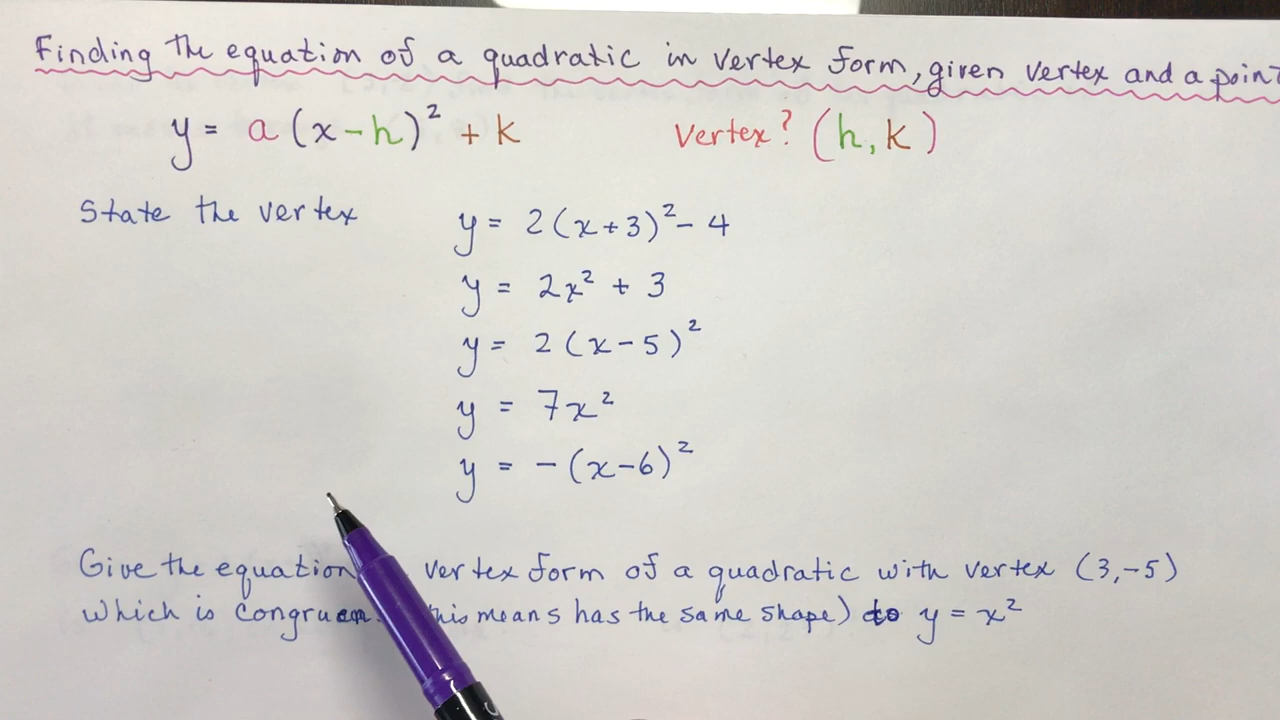 Finding the equation of a quadratic in vertex form, given vertex and a point
y = a(x-h)² + k Vertex? (h, k)
State the vertex y = 2(x+3)² - 4
y = 2x² + 3
y = 2(x-5)²
y = 7x²
y = -(x-6)²
Give the equation vertex form of a quadratic with vertex (3,-5)
which is means has the same shape) to y = x²